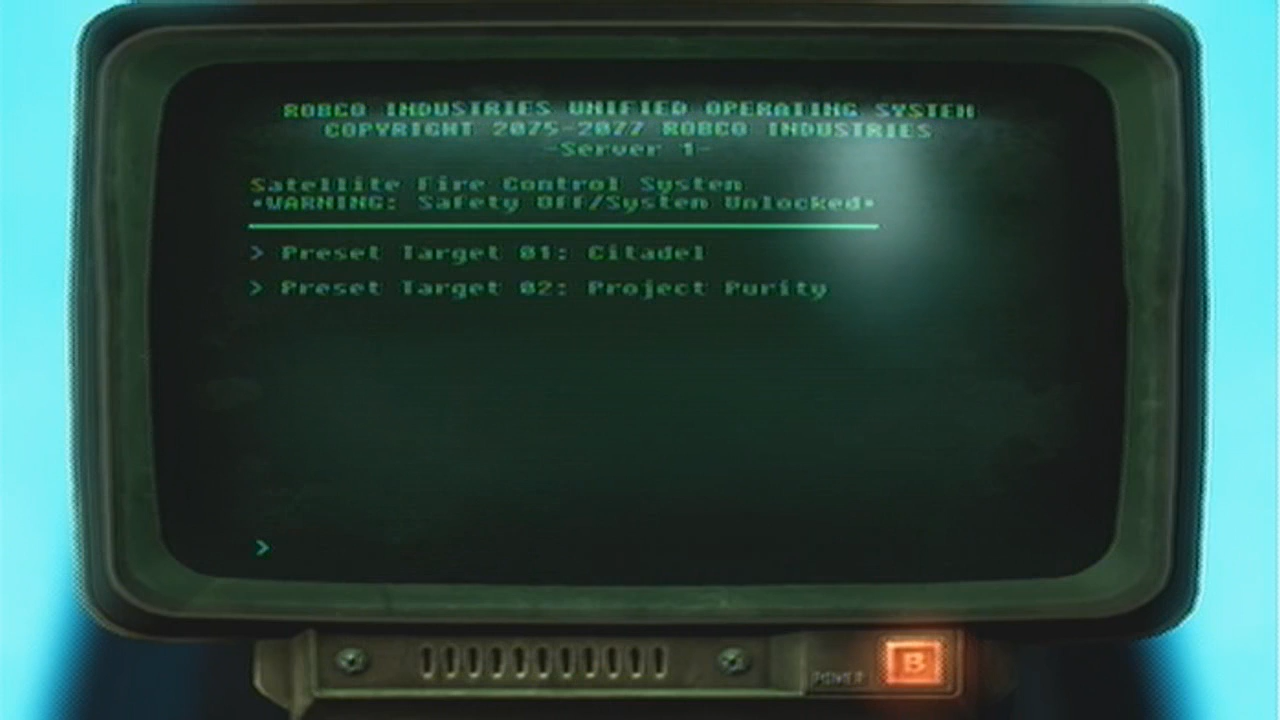 ROBCO INDUSTRIES UNIFIED OPERATING SYSTEM
COPYRIGHT 2075-2077 ROBCO INDUSTRIES
-Server 1-
Satellite Fire Control System
*WARNING: Safety Off/System Unlocked*
> Preset Target 01: Citadel
> Preset Target 02: Project Purity
>
POWER
B